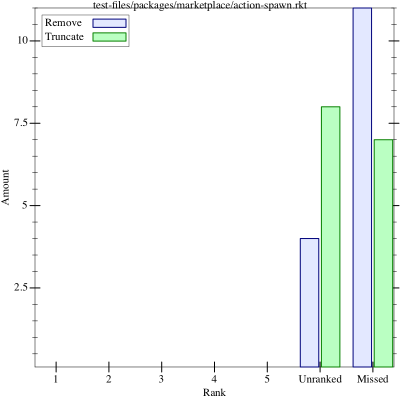 test-files/packages/marketplace/action-spawn.rkt
Remove
Truncate
10
7.5
5
2.5
Amount
1 2 3 4 5 Unranked Missed
Rank